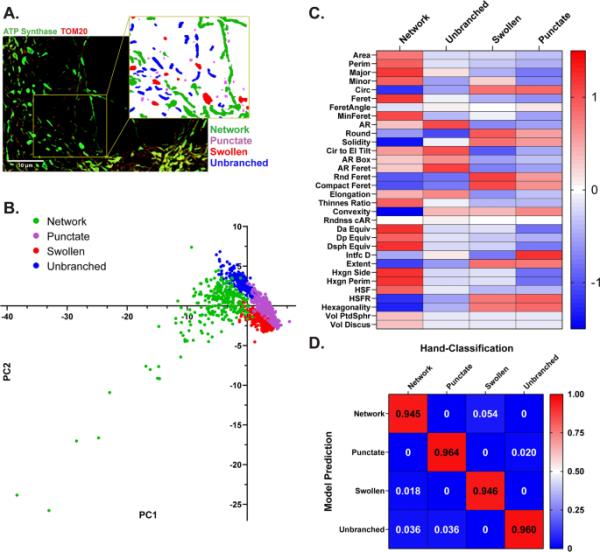 A.
ATP Synthase TOM20
10 µm
Network
Punctate
Swollen
Unbranched
B.
Network
Punctate
Swollen
Unbranched
10
5
-40 -30 -20 -10
-5
-10
-15
-20
-25
PC2
PC1
C.
Network Unbranched Swollen Punctate
Area
Perim
Major
Minor
Circ
Feret
FeretAngle
MinFeret
AR
Round
Solidity
Cir to El Tilt
AR Box
AR Feret
Rnd Feret
Compact Feret
Elongation
Thinnes Ratio
Convexity
Rndnss cAR
Da Equiv
Dp Equiv
Dsph Equiv
Intfc D
Extent
Hxgn Side
Hxgn Perim
HSF
HSFR
Hexagonality
Vol PtdSphr
Vol Discus
1
0
-1
D.
Hand-Classification
Network Punctate Swollen Unbranched
Model Prediction
Network 0.945 0 0.054 0
Punctate 0 0.964 0 0.020
Swollen 0.018 0 0.946 0
Unbranched 0.036 0.036 0 0.960
1.00
0.75
0.50
0.25
0